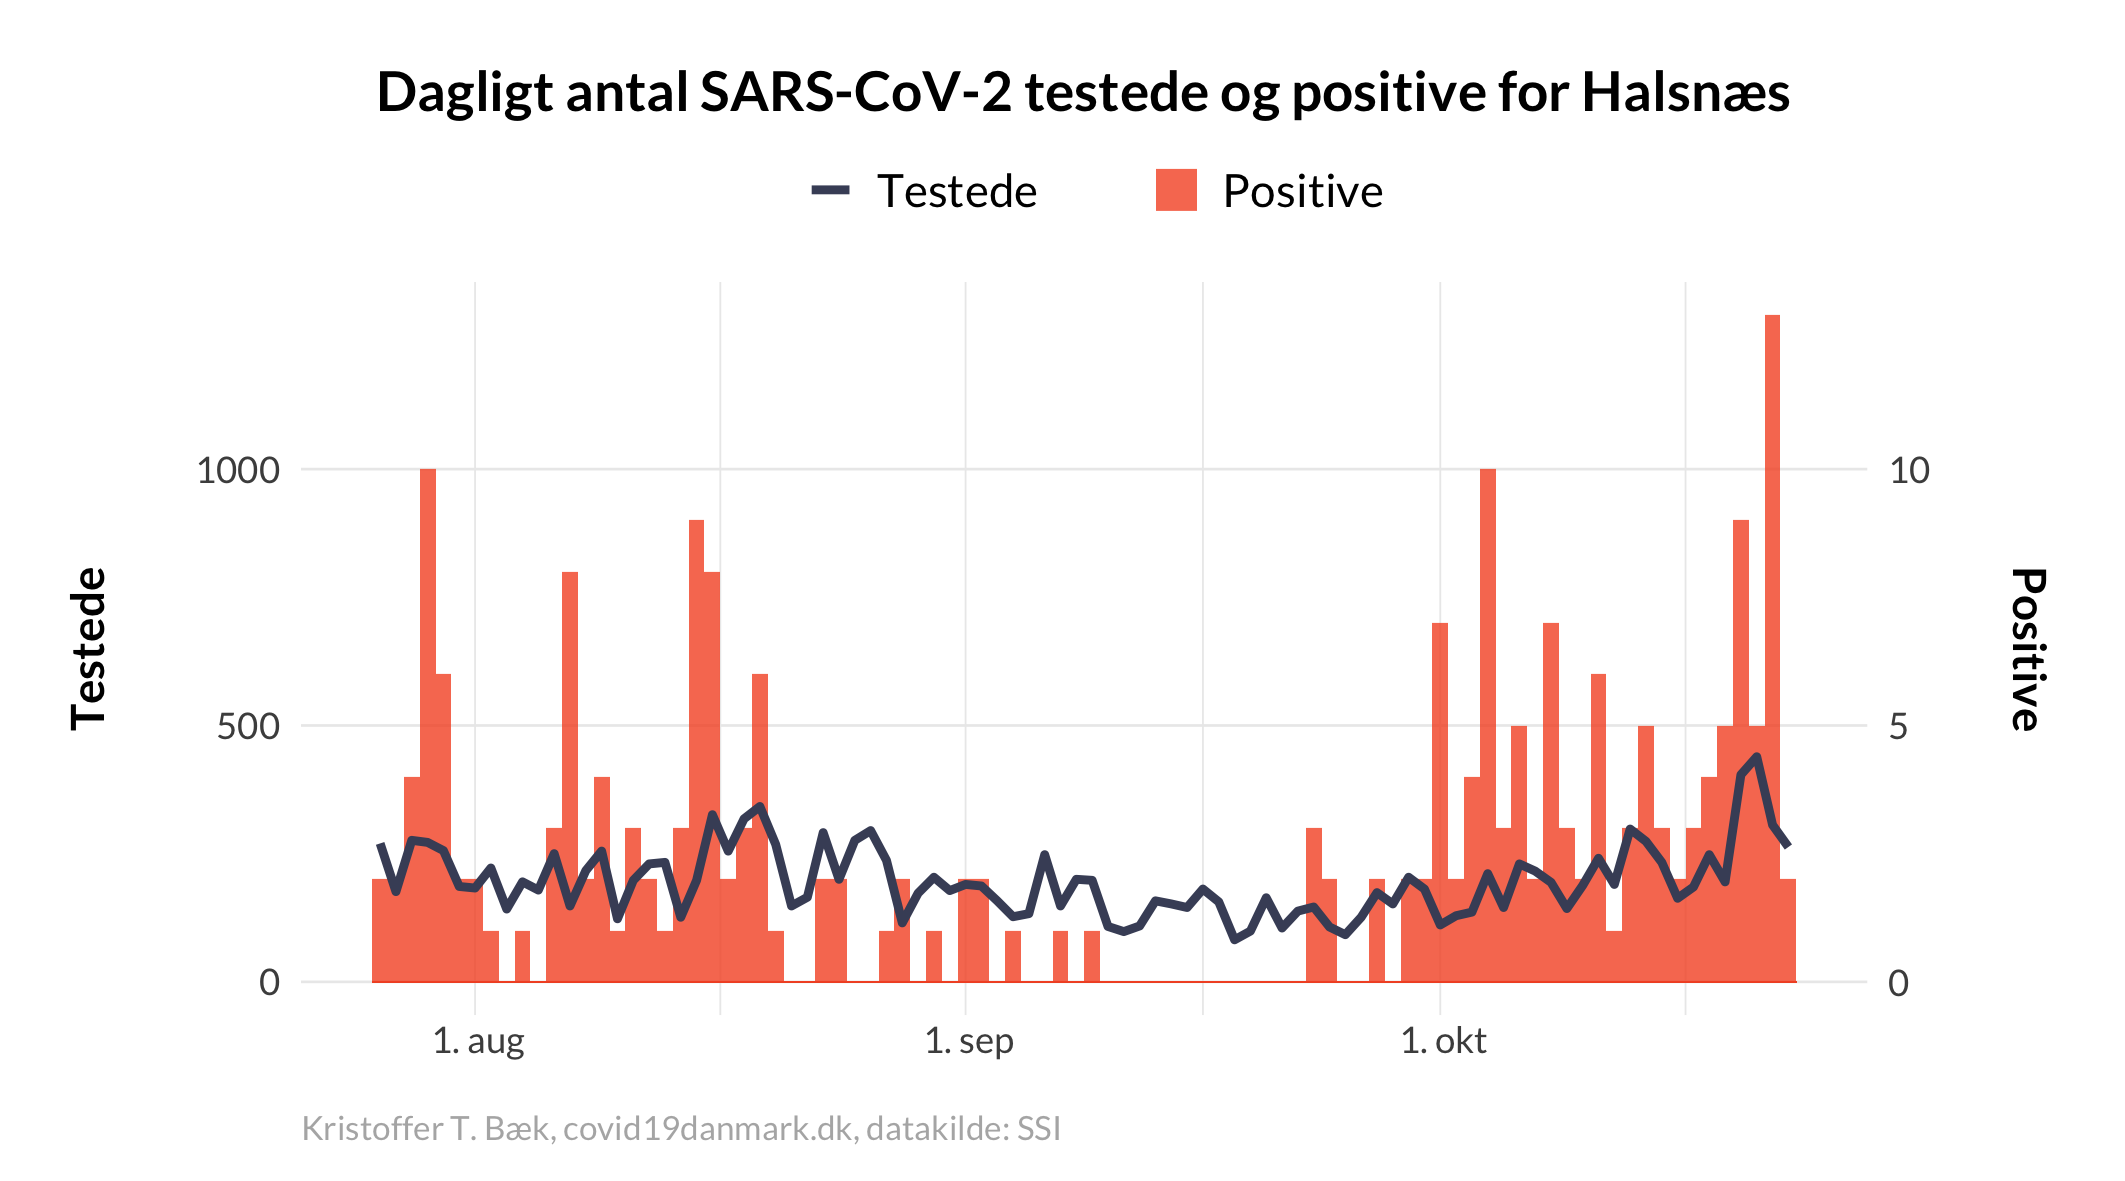 Dagligt antal SARS-CoV-2 testede og positive for Halsnæs
Testede
Positive
1000
500
0
10
5
0
Testede
Positive
1. aug
1. sep
1. okt
Kristoffer T. Bæk, covid19danmark.dk, datakilde: SSI